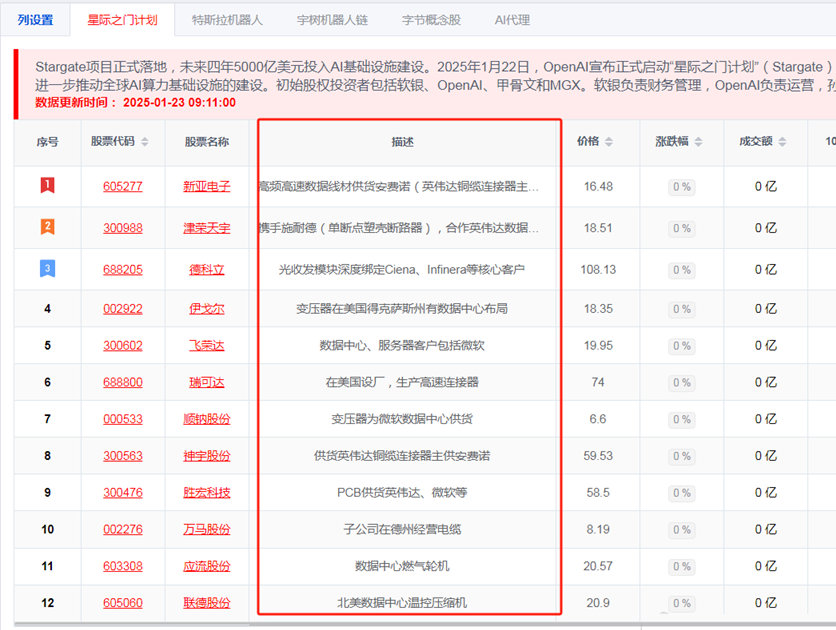 列设置 星际之门计划 特斯拉机器人 宇树机器人链 字节概念股 AI代理
Stargate项目正式落地，未来四年5000亿美元投入AI基础设施建设。2025年1月22日，OpenAI宣布正式启动“星际之门计划”（Stargate）
进一步推动全球AI算力基础设施的建设。初始股权投资者包括软银、OpenAI、甲骨文和MGX。软银负责财务管理，OpenAI负责运营，孙
数据更新时间： 2025-01-23 09:11:00
序号 股票代码 股票名称 描述 价格 涨跌幅 成交额 10
1 605277 新亚电子 高频高速数据线材供货安费诺（英伟达铜缆连接器主... 16.48 0 % 0 亿
2 300988 津荣天宇 携手施耐德（单断点塑壳断路器），合作英伟达数据... 18.51 0 % 0 亿
3 688205 德科立 光收发模块深度绑定Ciena、Infinera等核心客户 108.13 0 % 0 亿
4 002922 伊戈尔 变压器在美国得克萨斯州有数据中心布局 18.35 0 % 0 亿
5 300602 飞荣达 数据中心、服务器客户包括微软 19.95 0 % 0 亿
6 688800 瑞可达 在美国设厂，生产高速连接器 74 0 % 0 亿
7 000533 顺钠股份 变压器为微软数据中心供货 6.6 0 % 0 亿
8 300563 神宇股份 供货英伟达铜缆连接器主供安费诺 59.53 0 % 0 亿
9 300476 胜宏科技 PCB供货英伟达、微软等 58.5 0 % 0 亿
10 002276 万马股份 子公司在德州经营电缆 8.19 0 % 0 亿
11 603308 应流股份 数据中心燃气轮机 20.57 0 % 0 亿
12 605060 联德股份 北美数据中心温控压缩机 20.9 0 % 0 亿